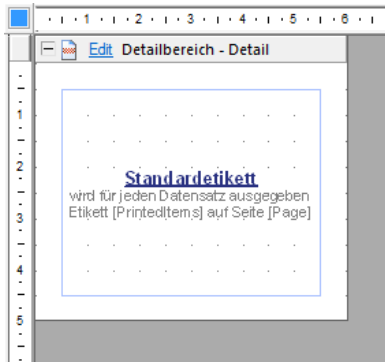 1 2 3 4 5 6
Edit Detailbereich - Detail
1
2
3
4
5
Standardetikett
wird für jeden Datensatz ausgegeben
Etikett [PrintedItems] auf Seite [Page]